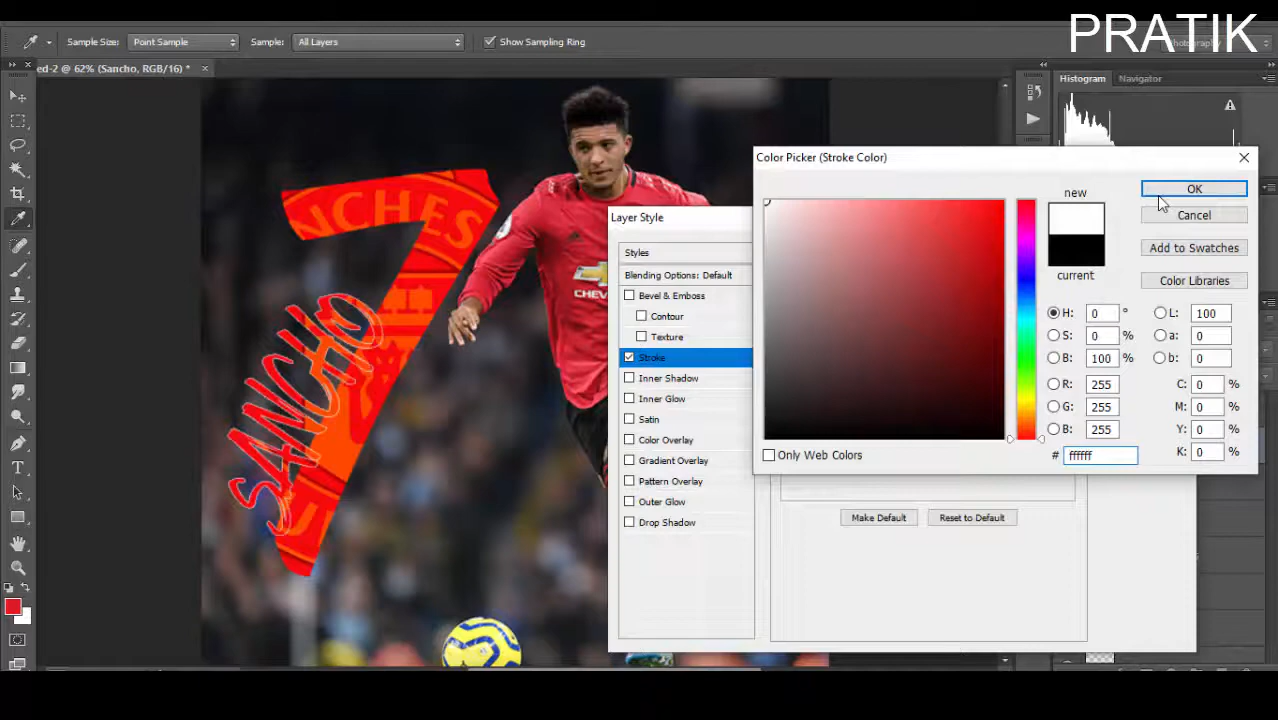 PRATIK
Sample Size: Point Sample Sample: All Layers Show Sampling Ring
Photography
ed-2 @ 62% (Sancho, RGB/16) * ×
Histogram Navigator
Color Picker (Stroke Color)
new
OK
Cancel
current
Add to Swatches
Color Libraries
H: 0 °
S: 0 %
B: 100 %
R: 255
G: 255
B: 255
L: 100
a: 0
b: 0
C: 0 %
M: 0 %
Y: 0 %
K: 0 %
Only Web Colors
# ffffff
Layer Style
Styles
Blending Options: Default
Bevel & Emboss
Contour
Texture
Stroke
Inner Shadow
Inner Glow
Satin
Color Overlay
Gradient Overlay
Pattern Overlay
Outer Glow
Drop Shadow
Make Default Reset to Default
NCHES
7
SANCHO
CHEV